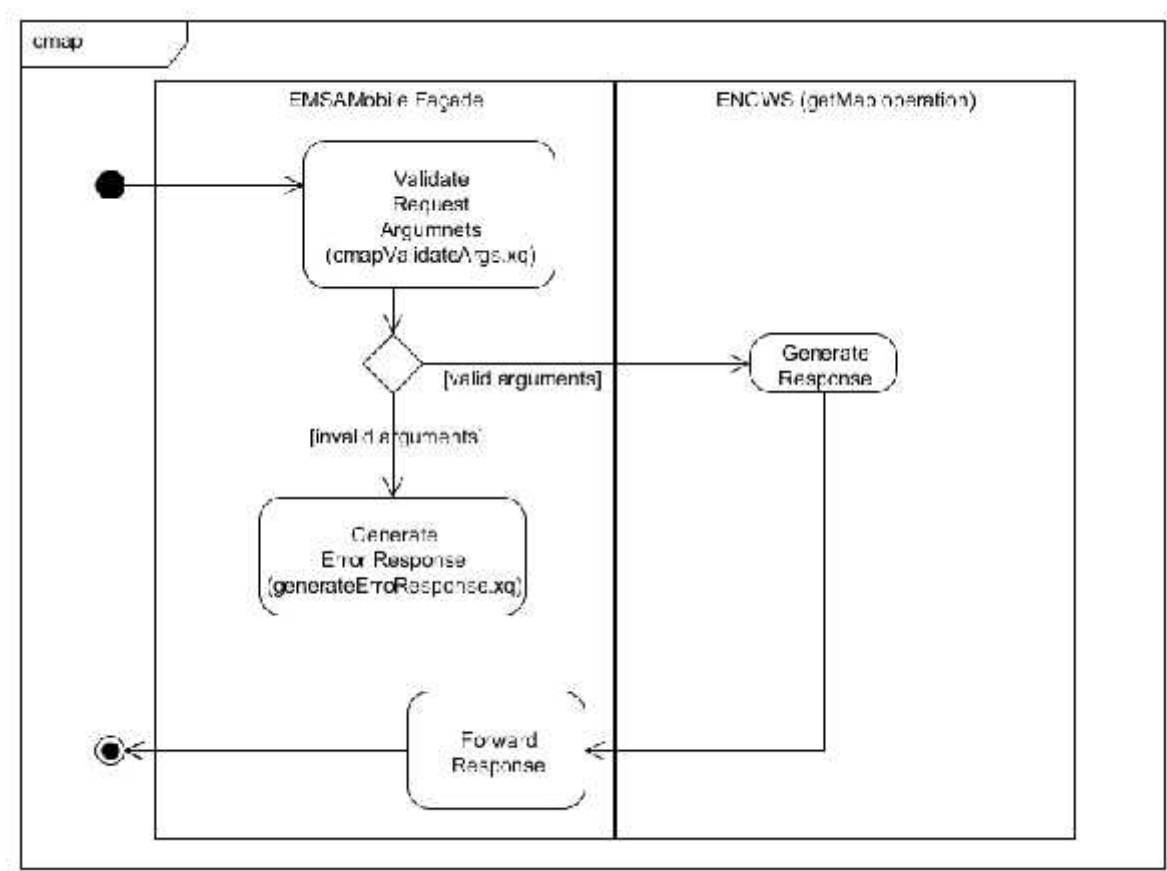 cmap
EMSAMobile Façade
ENCWS (getMap operation)
Validate
Request
Argumnets
(cmapValidateArgs.xq)
Generate
Response
[valid arguments]
[invalid arguments]
Generate
Error Response
(generateErroResponse.xq)
Forward
Response